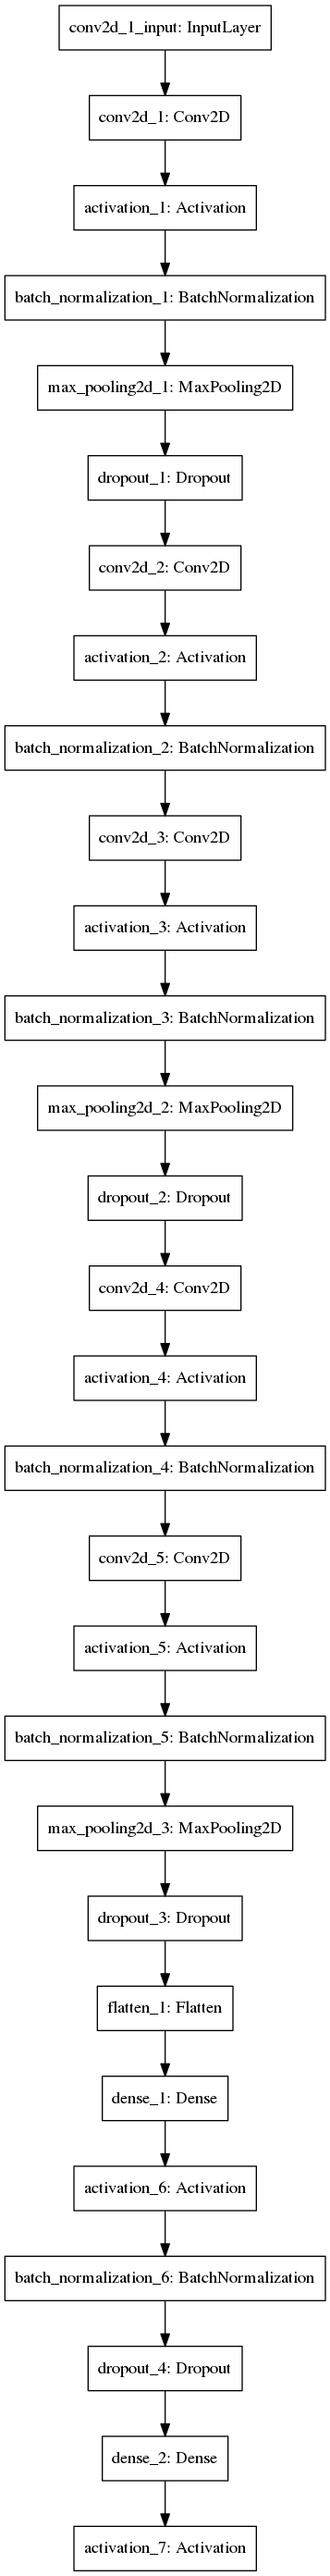 conv2d_1_input: InputLayer
conv2d_1: Conv2D
activation_1: Activation
batch_normalization_1: BatchNormalization
max_pooling2d_1: MaxPooling2D
dropout_1: Dropout
conv2d_2: Conv2D
activation_2: Activation
batch_normalization_2: BatchNormalization
conv2d_3: Conv2D
activation_3: Activation
batch_normalization_3: BatchNormalization
max_pooling2d_2: MaxPooling2D
dropout_2: Dropout
conv2d_4: Conv2D
activation_4: Activation
batch_normalization_4: BatchNormalization
conv2d_5: Conv2D
activation_5: Activation
batch_normalization_5: BatchNormalization
max_pooling2d_3: MaxPooling2D
dropout_3: Dropout
flatten_1: Flatten
dense_1: Dense
activation_6: Activation
batch_normalization_6: BatchNormalization
dropout_4: Dropout
dense_2: Dense
activation_7: Activation